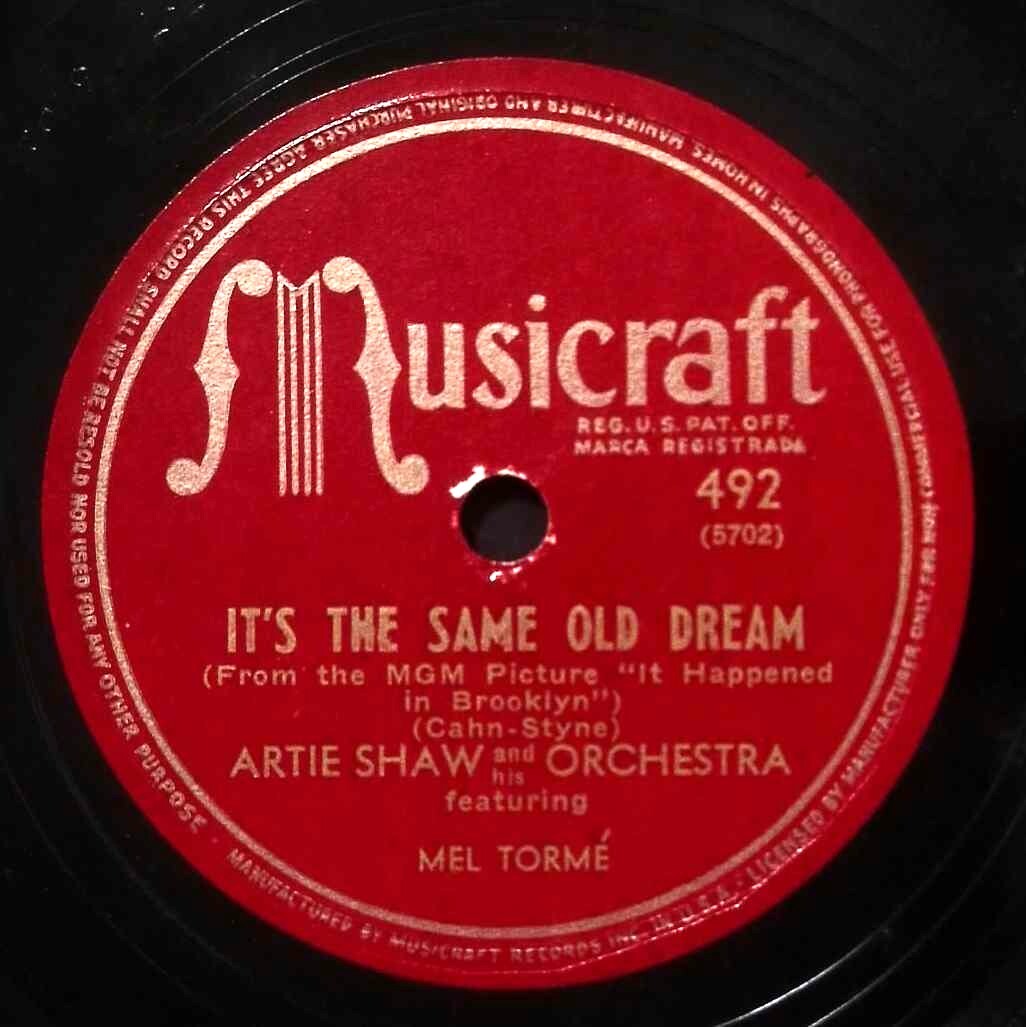 Musicraft
REG. U. S. PAT. OFF.
MARCA REGISTRADA
492
(5702)
IT'S THE SAME OLD DREAM
(From the MGM Picture "It Happened
in Brooklyn")
(Cahn-Styne)
ARTIE SHAW and his ORCHESTRA
featuring
MEL TORMÉ
MANUFACTURED BY MUSICRAFT RECORDS INC. IN U.S.A. · LICENSED BY MANUFACTURER ONLY FOR NON-COMMERCIAL USE FOR PHONOGRAPHS IN HOMES. MANUFACTURER AND ORIGINAL PURCHASER AGREE THIS RECORD SHALL NOT BE RESOLD NOR USED FOR ANY OTHER PURPOSE ·